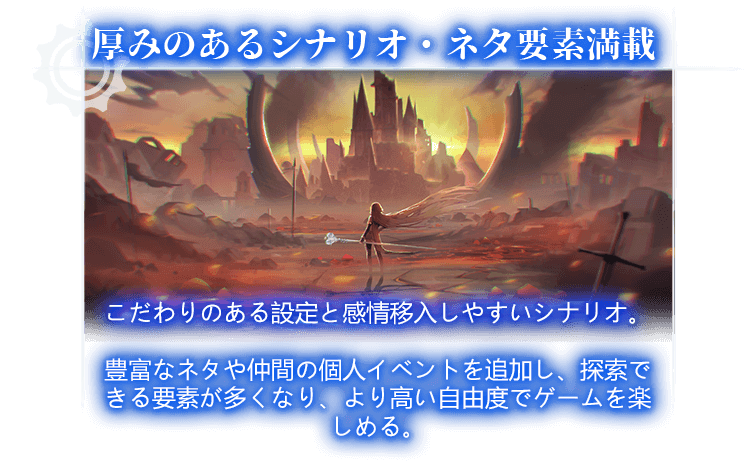 厚みのあるシナリオ・ネタ要素満載
こだわりのある設定と感情移入しやすいシナリオ。
豊富なネタや仲間の個人イベントを追加し、探索で
きる要素が多くなり、より高い自由度でゲームを楽
しめる。